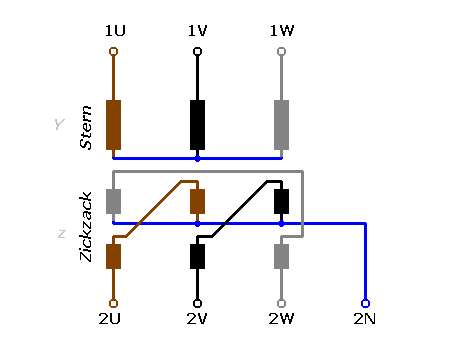 1U 1V 1W
Y Stern
z Zickzack
2U 2V 2W 2N